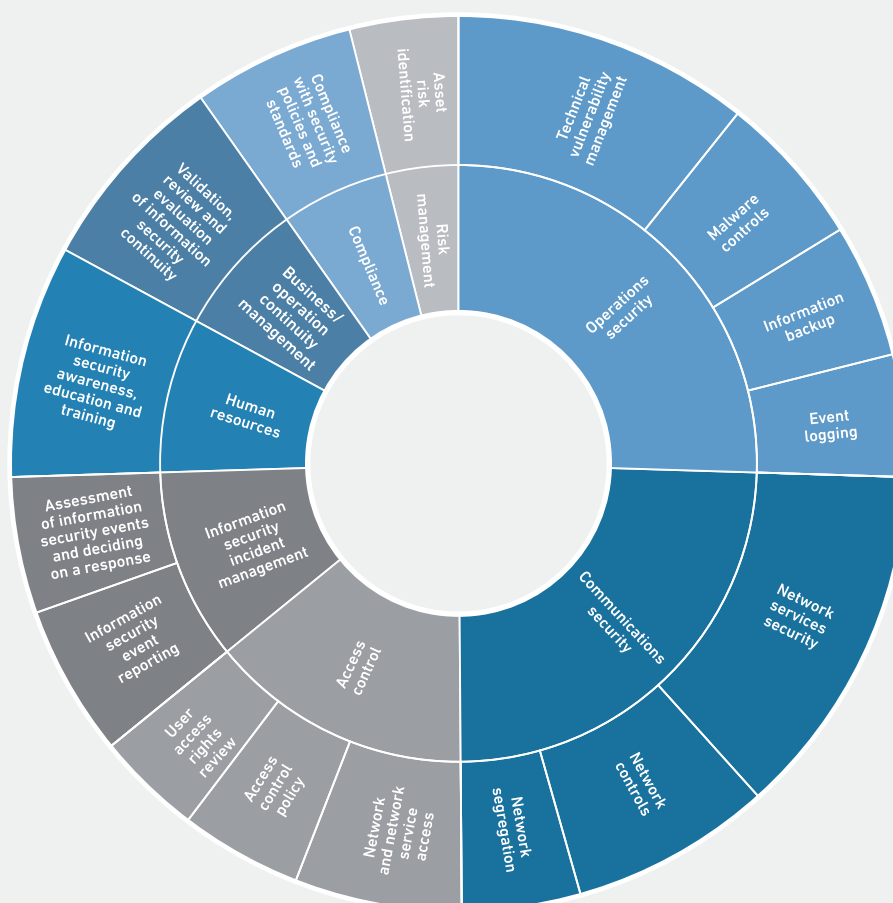 Technical
vulnerability
management
Malware
controls
Information
backup
Event
logging
Operations
security
Network
services
security
Network
controls
Network
segregation
Communications
security
Network
and network
service
access
Access
control
policy
User
access
rights
review
Access
control
Information
security
event
reporting
Assessment
of information
security events
and deciding
on a response
Information
security
incident
management
Information
security
awareness,
education and
training
Human
resources
Validation,
review and
evaluation
of information
security
continuity
Business/
operation
continuity
management
Compliance
with security
policies and
standards
Compliance
Asset
risk
identification
Risk
management